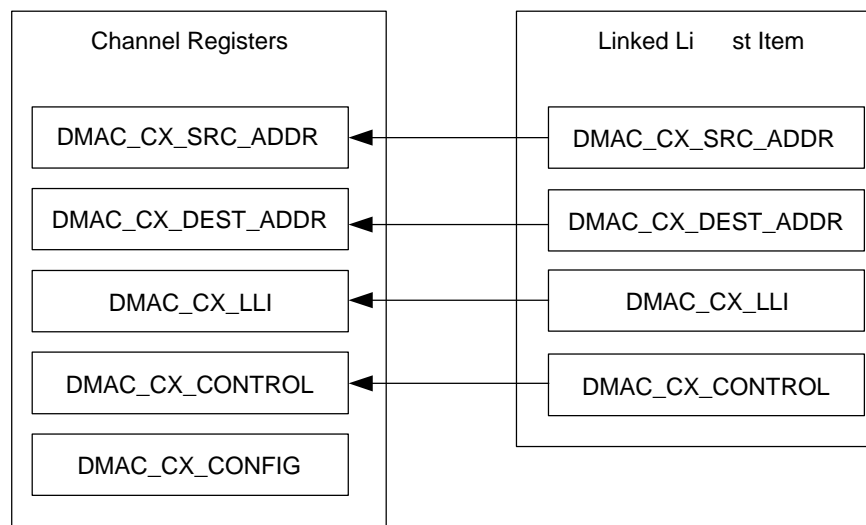 Channel Registers
DMAC_CX_SRC_ADDR
DMAC_CX_DEST_ADDR
DMAC_CX_LLI
DMAC_CX_CONTROL
DMAC_CX_CONFIG
Linked Li st Item
DMAC_CX_SRC_ADDR
DMAC_CX_DEST_ADDR
DMAC_CX_LLI
DMAC_CX_CONTROL